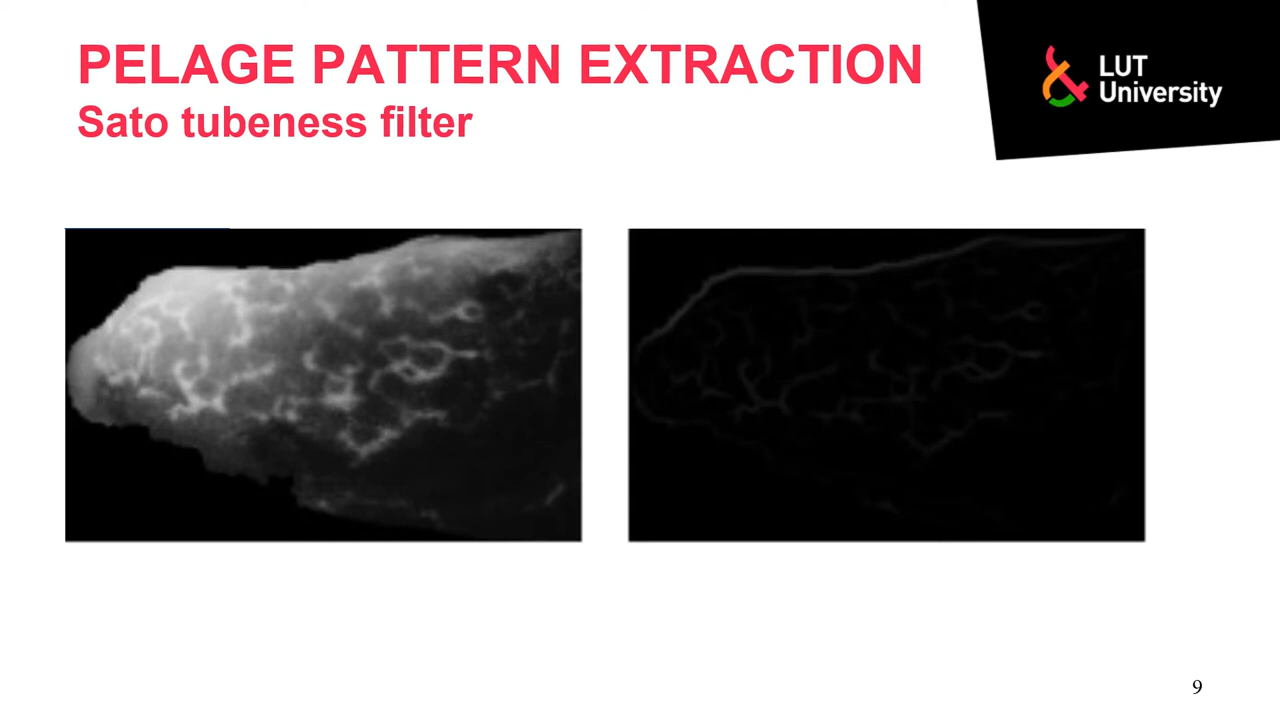 PELAGE PATTERN EXTRACTION
Sato tubeness filter
LUT
University
9